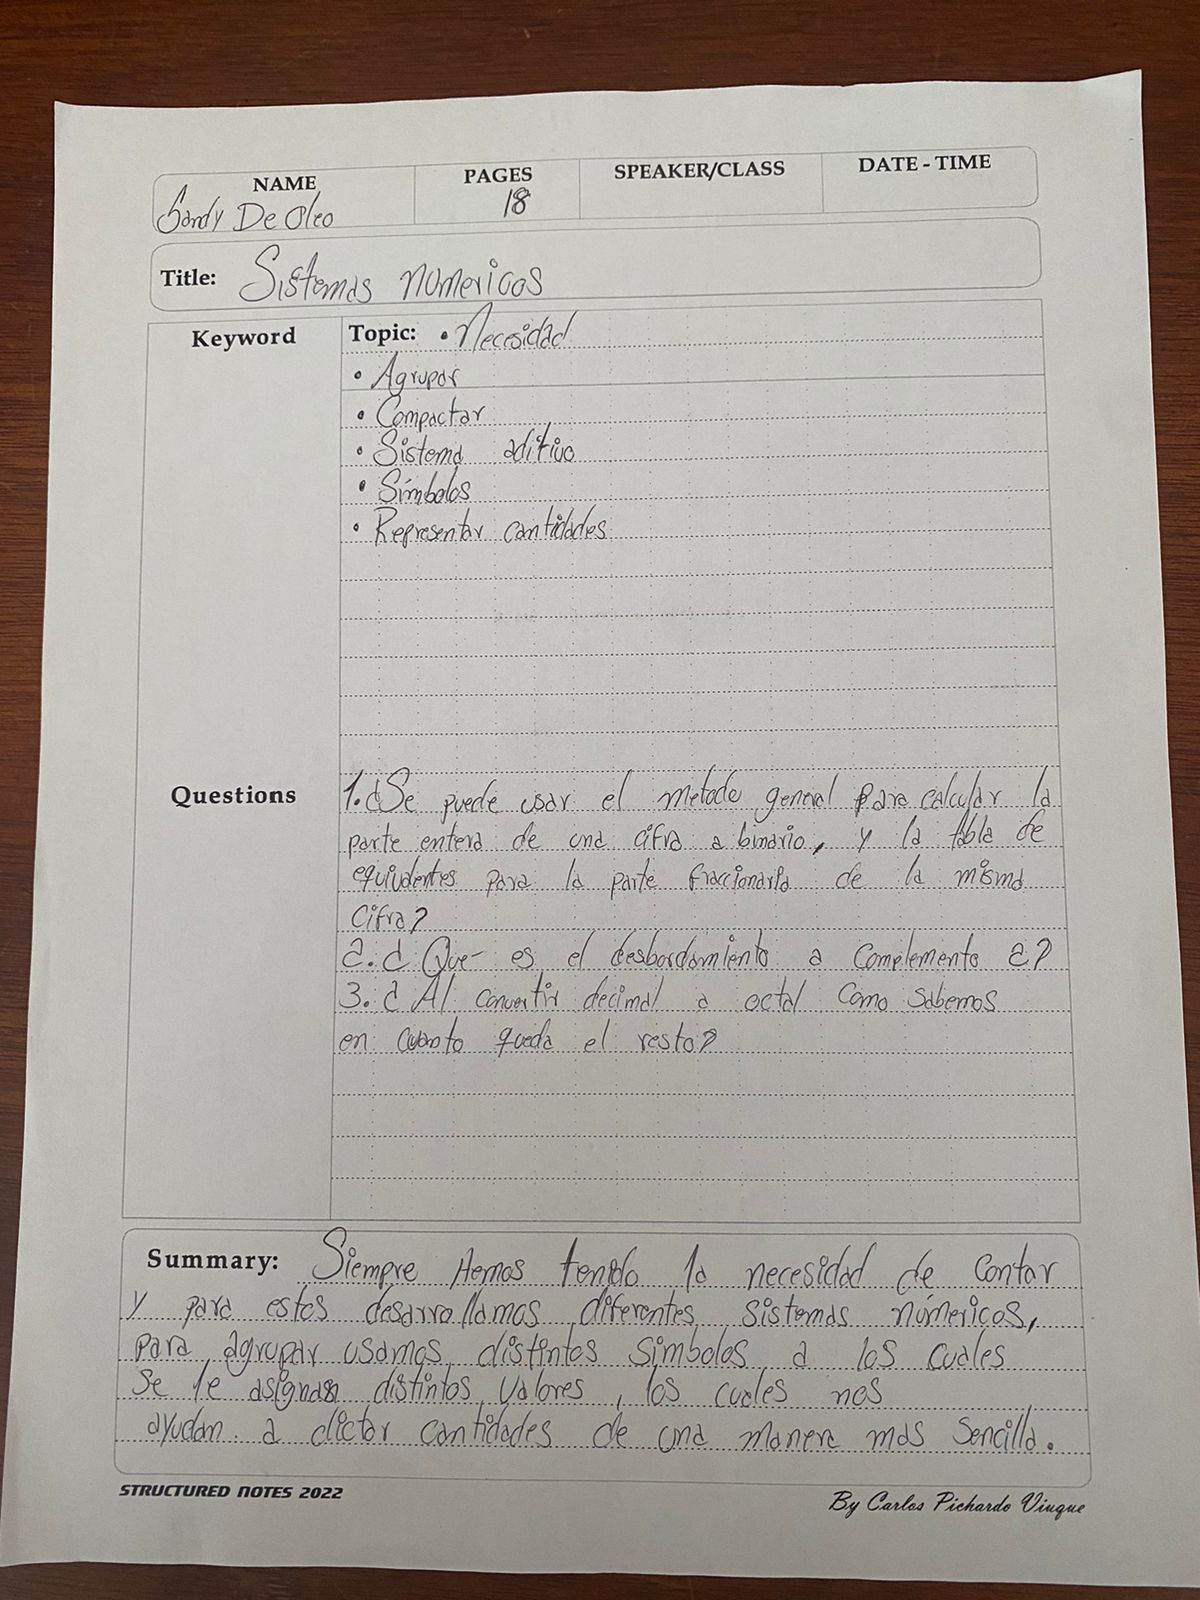 NAME PAGES SPEAKER/CLASS DATE - TIME
Sandy De Oleo 18
Title: Sistemas numericos
Keyword Topic: • Necesidad
• Agrupar
• Compactar
• Sistema aditivo
• Símbolos
• Representar cantidades
Questions 1. ¿Se puede usar el metodo general para calcular la
parte entera de una cifra a binario, y la tabla de
equivalentes para la parte fraccionaria de la misma
cifra?
2. ¿Que es el desbordamiento a complemento a 2?
3. ¿Al convertir decimal a octal como sabemos
en cuanto queda el resto?
Summary: Siempre Hemos tenido la necesidad de contar
y para estos desarrollamos diferentes sistemas númericos,
para agrupar usamos distintos símbolos a los cuales
se le asignan distintos valores, los cuales nos
ayudan a dictar cantidades de una manera mas sencilla.
STRUCTURED NOTES 2022
By Carlos Pichardo Viuque